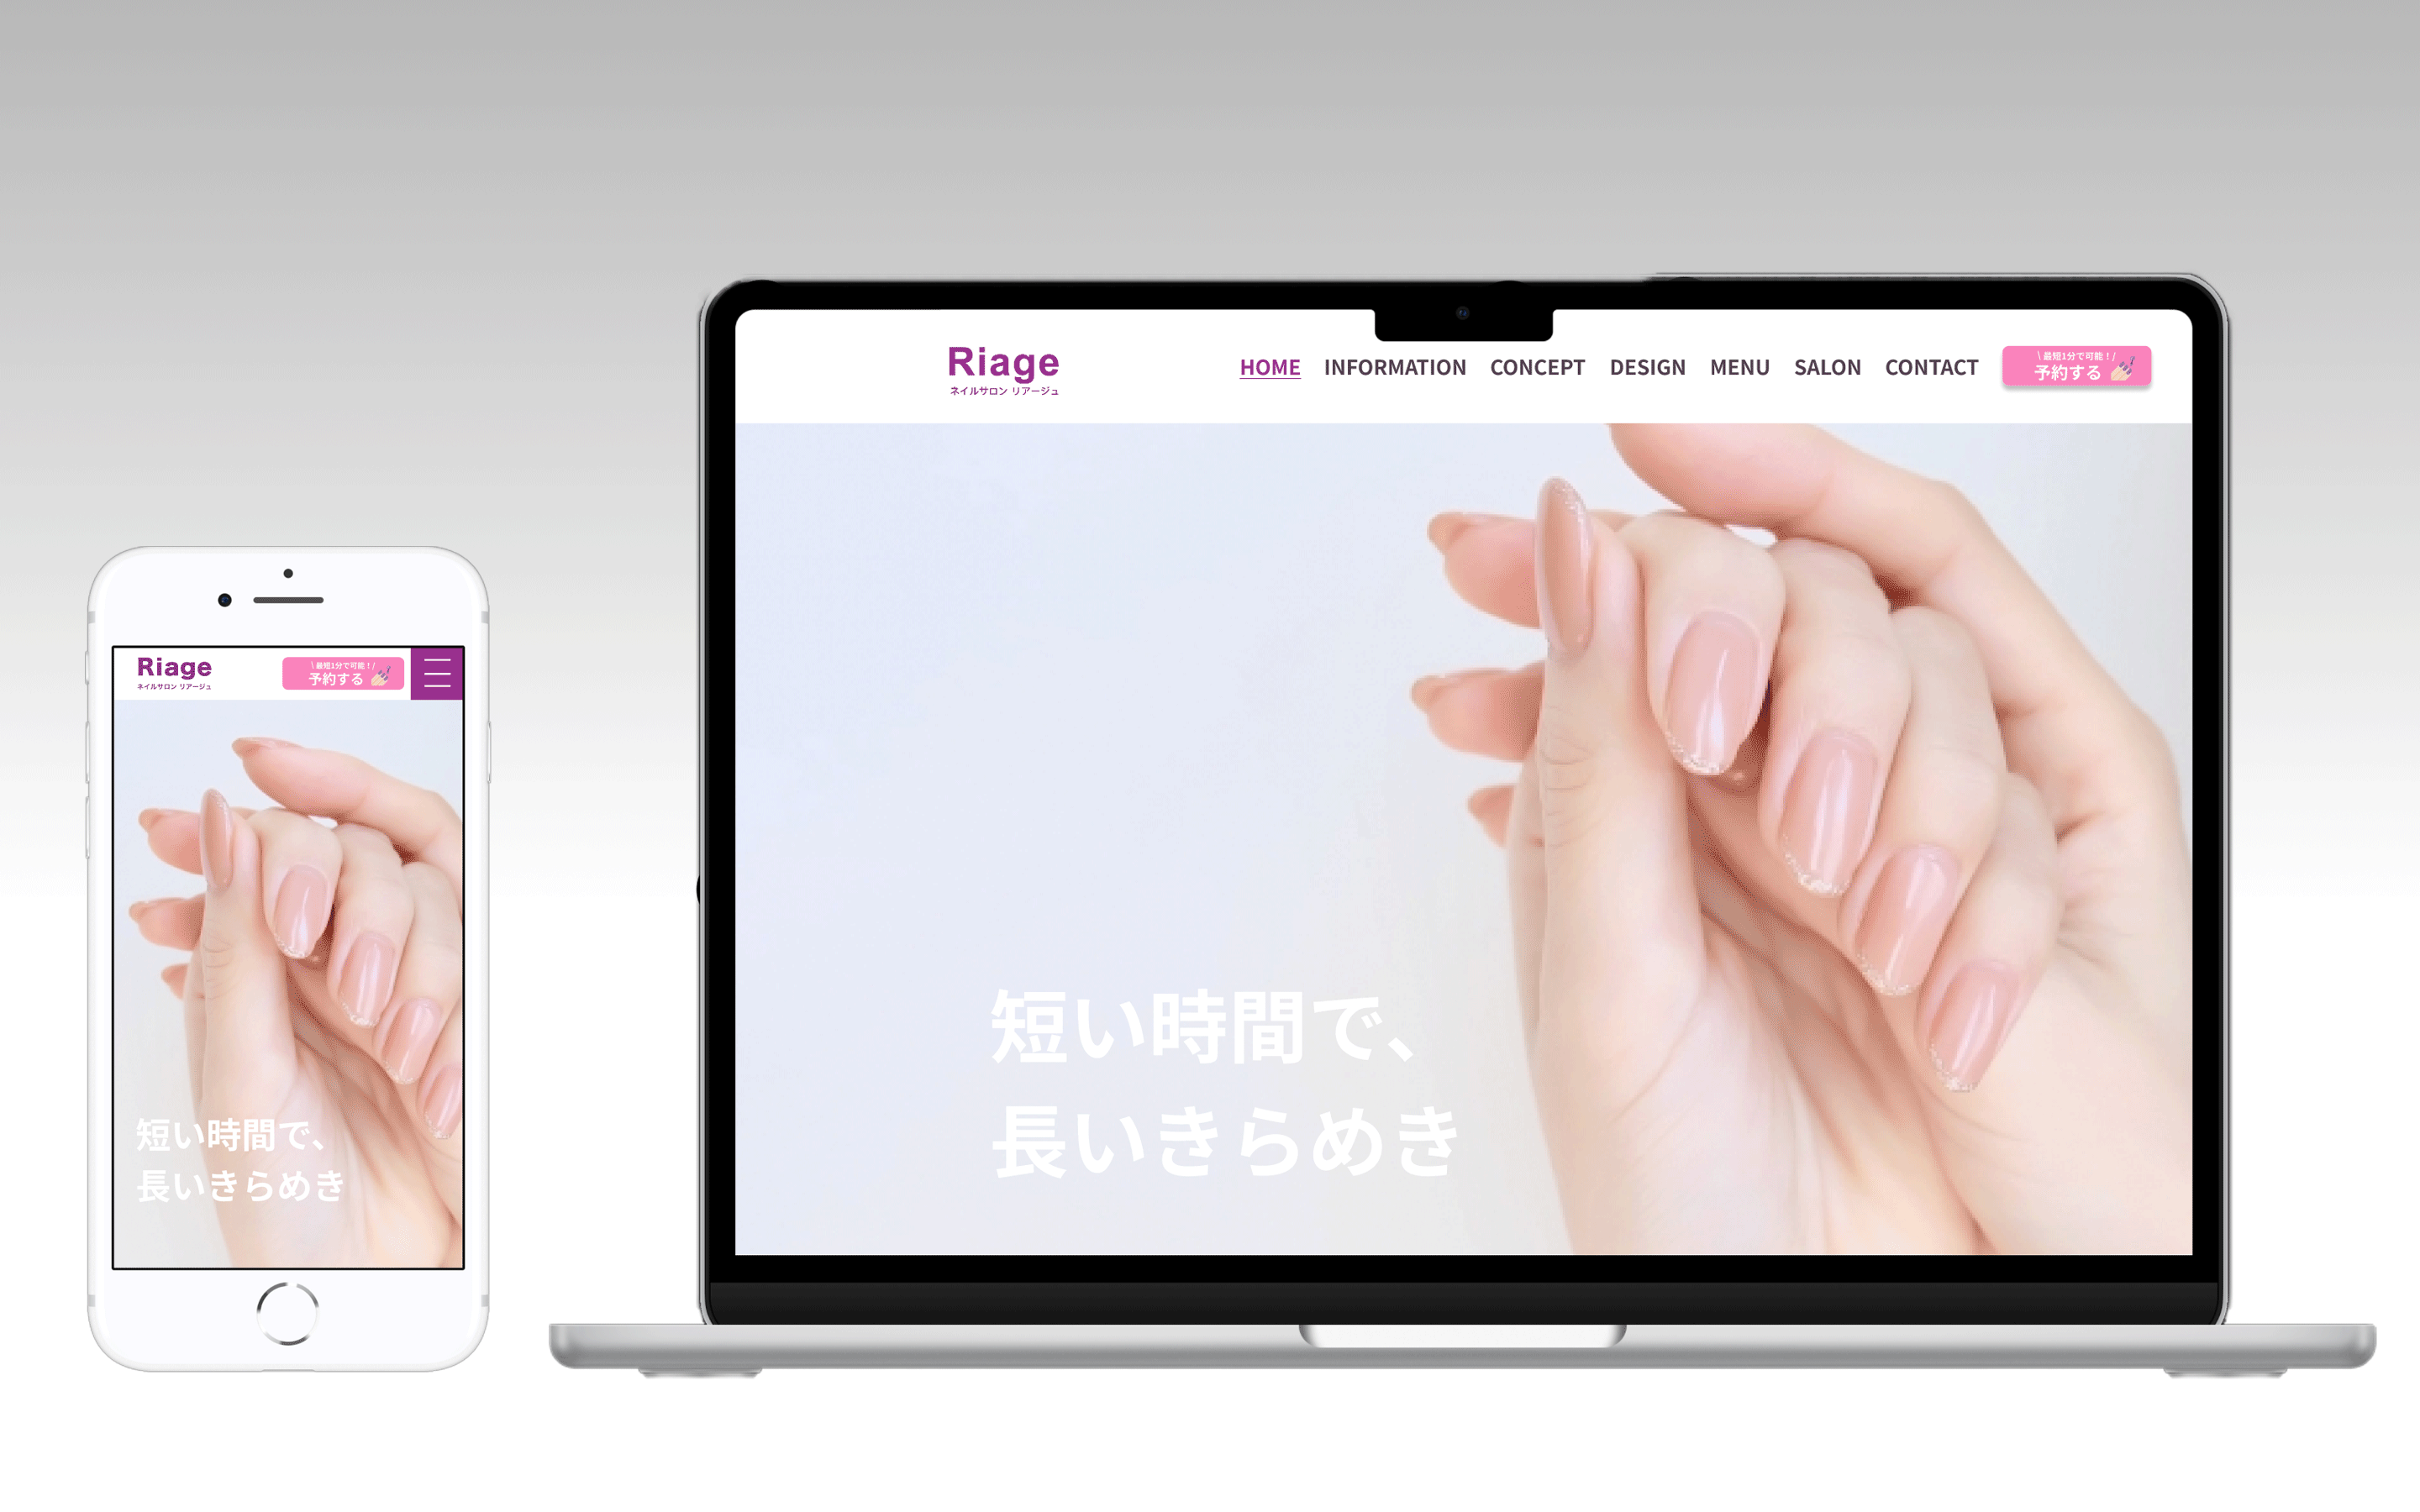 Riage
ネイルサロン リアージュ
\ 最短1分で可能！/
予約する
短い時間で、
長いきらめき
Riage
ネイルサロン リアージュ
HOME INFORMATION CONCEPT DESIGN MENU SALON CONTACT
\ 最短1分で可能！/
予約する
短い時間で、
長いきらめき